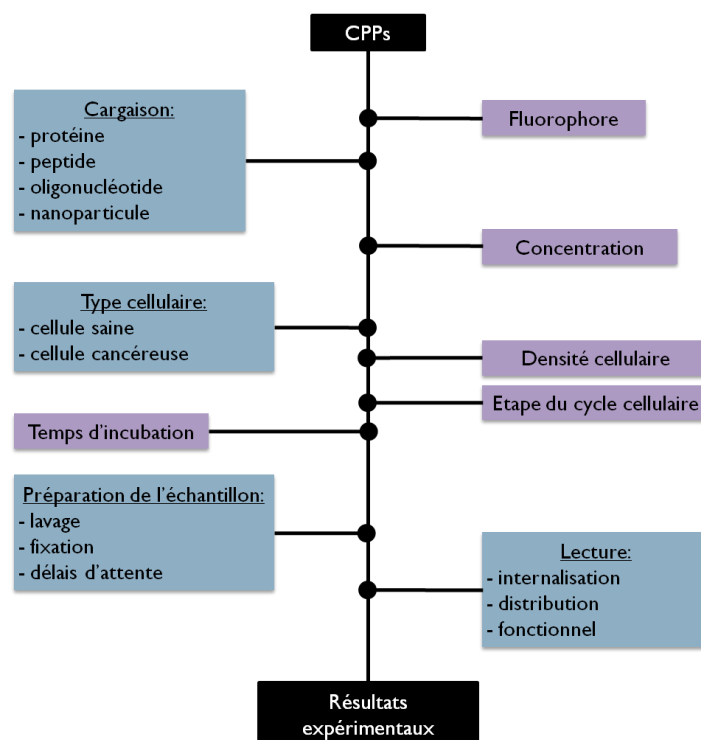 CPPs
Cargaison:
- protéine
- peptide
- oligonucléotide
- nanoparticule
Fluorophore
Concentration
Type cellulaire:
- cellule saine
- cellule cancéreuse
Densité cellulaire
Etape du cycle cellulaire
Temps d'incubation
Préparation de l'échantillon:
- lavage
- fixation
- délais d'attente
Lecture:
- internalisation
- distribution
- fonctionnel
Résultats
expérimentaux